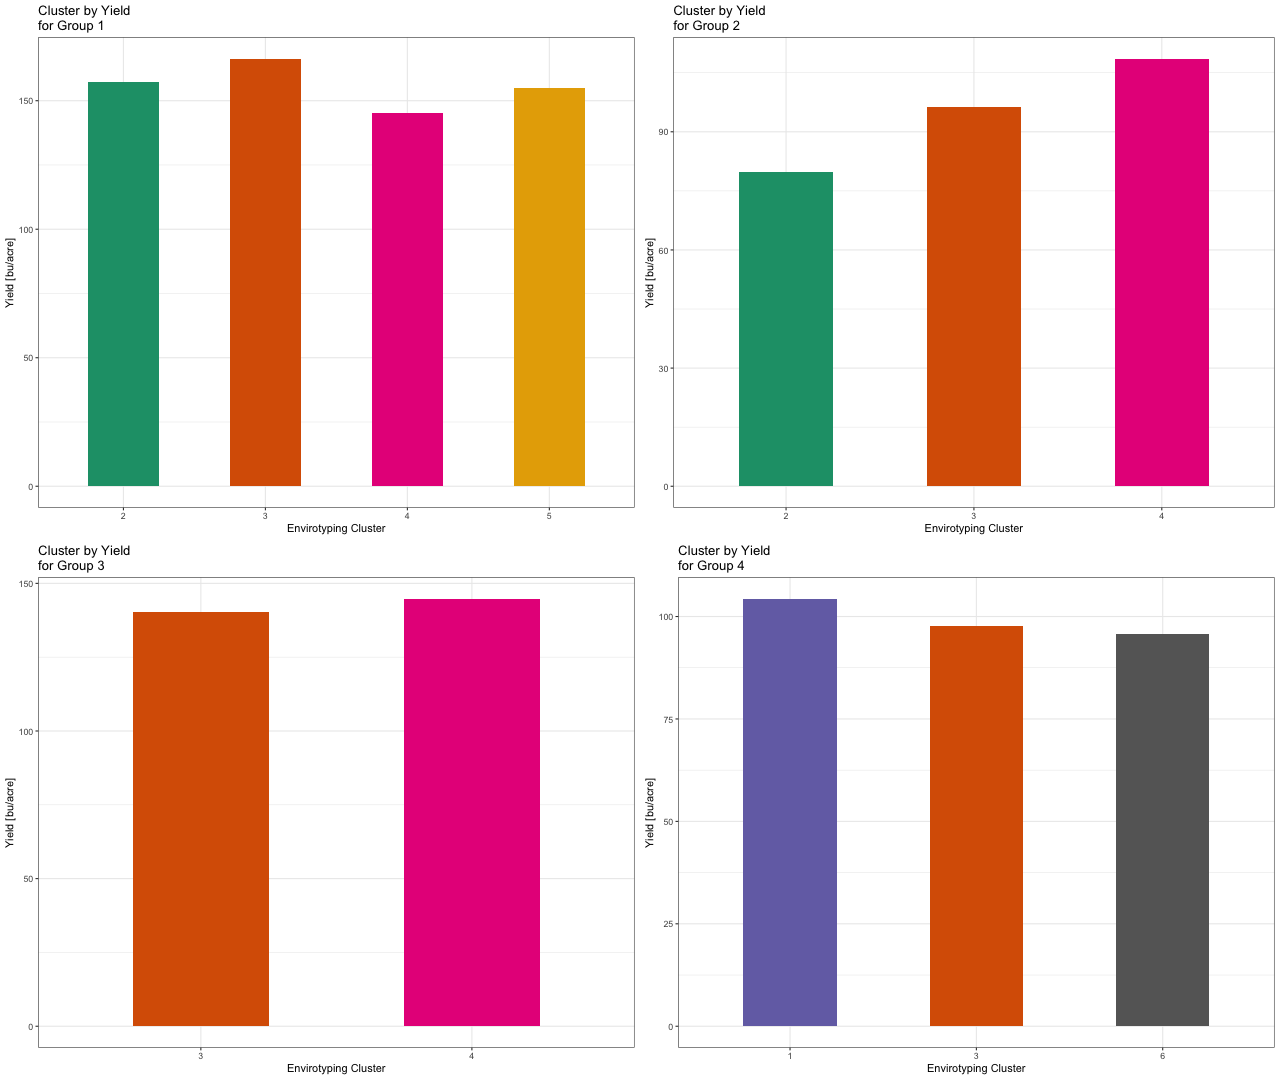 Cluster by Yield
for Group 1
Yield [bu/acre]
150
100
50
0
2 3 4 5
Envirotyping Cluster
Cluster by Yield
for Group 2
Yield [bu/acre]
90
60
30
0
2 3 4
Envirotyping Cluster
Cluster by Yield
for Group 3
Yield [bu/acre]
150
100
50
0
3 4
Envirotyping Cluster
Cluster by Yield
for Group 4
Yield [bu/acre]
100
75
50
25
0
1 3 6
Envirotyping Cluster